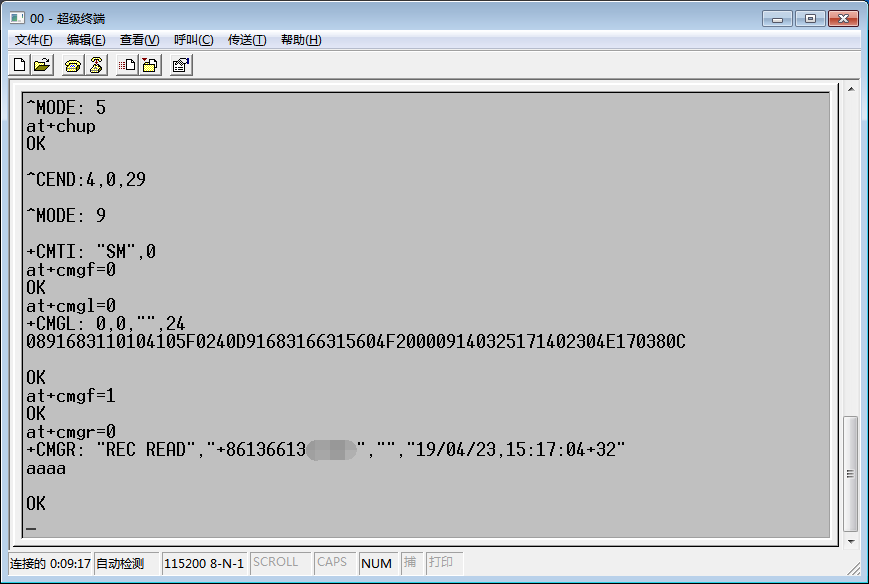 00 - 超级终端
文件(F) 编辑(E) 查看(V) 呼叫(C) 传送(T) 帮助(H)
^MODE: 5
at+chup
OK
^CEND:4,0,29
^MODE: 9
+CMTI: "SM",0
at+cmgf=0
OK
at+cmgl=0
+CMGL: 0,0,"",24
0891683110104105F0240D91683166315604F200009140325171402304E170380C
OK
at+cmgf=1
OK
at+cmgr=0
+CMGR: "REC READ","+86136613","","19/04/23,15:17:04+32"
aaaa
OK
连接的 0:09:17 自动检测 115200 8-N-1 SCROLL CAPS NUM 捕 打印